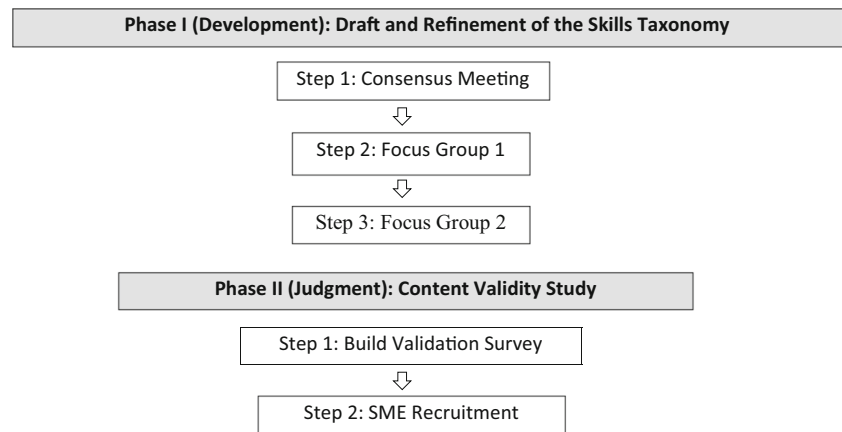 Phase I (Development): Draft and Refinement of the Skills Taxonomy
Step 1: Consensus Meeting
Step 2: Focus Group 1
Step 3: Focus Group 2
Phase II (Judgment): Content Validity Study
Step 1: Build Validation Survey
Step 2: SME Recruitment